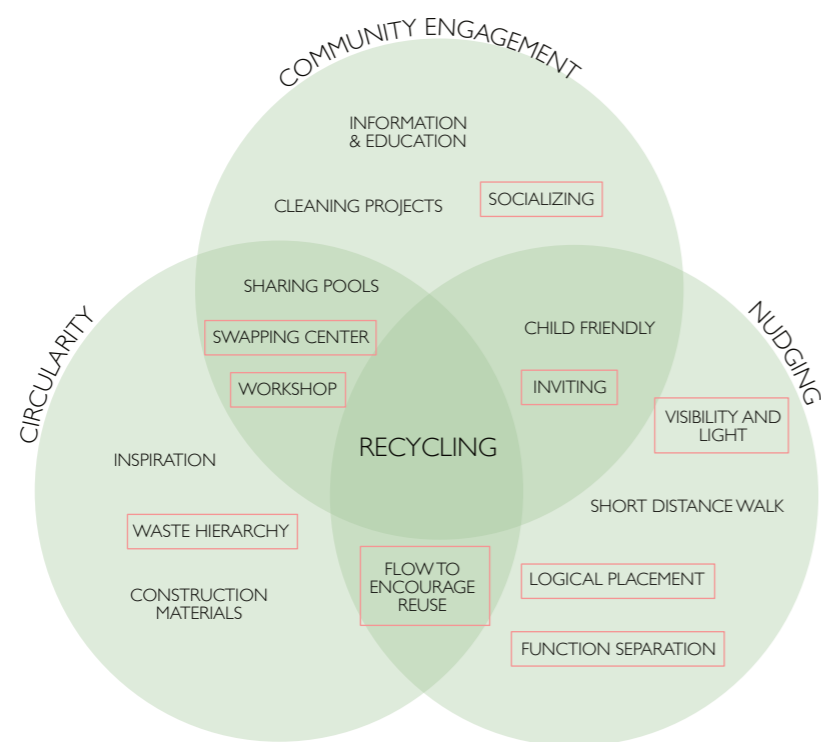 COMMUNITY ENGAGEMENT
INFORMATION
& EDUCATION
CLEANING PROJECTS
SOCIALIZING
CIRCULARITY
NUDGING
SHARING POOLS
SWAPPING CENTER
WORKSHOP
CHILD FRIENDLY
INVITING
VISIBILITY AND
LIGHT
RECYCLING
INSPIRATION
SHORT DISTANCE WALK
WASTE HIERARCHY
FLOW TO
ENCOURAGE
REUSE
LOGICAL PLACEMENT
CONSTRUCTION
MATERIALS
FUNCTION SEPARATION